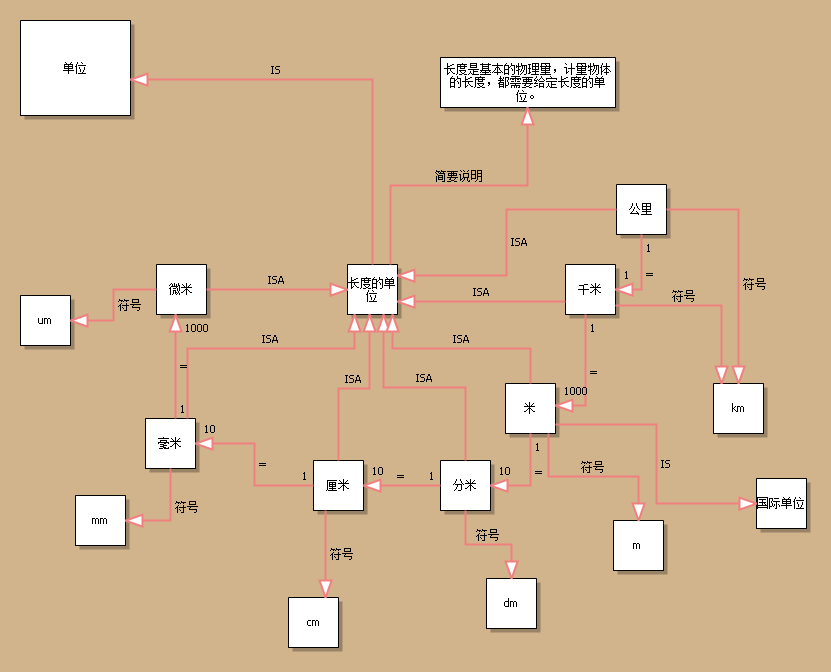 单位
IS
长度是基本的物理量，计量物体
的长度，都需要给定长度的单
位。
简要说明
公里
ISA
1
=
1
符号
微米
ISA
长度的单
位
ISA
千米
符号
符号
um
1000
ISA
ISA
1
=
=
ISA
ISA
1000
米
km
1
10
毫米
10
1
IS
=
1
厘米
10
=
1
分米
10
=
符号
国际单位
mm
符号
符号
m
符号
cm
dm